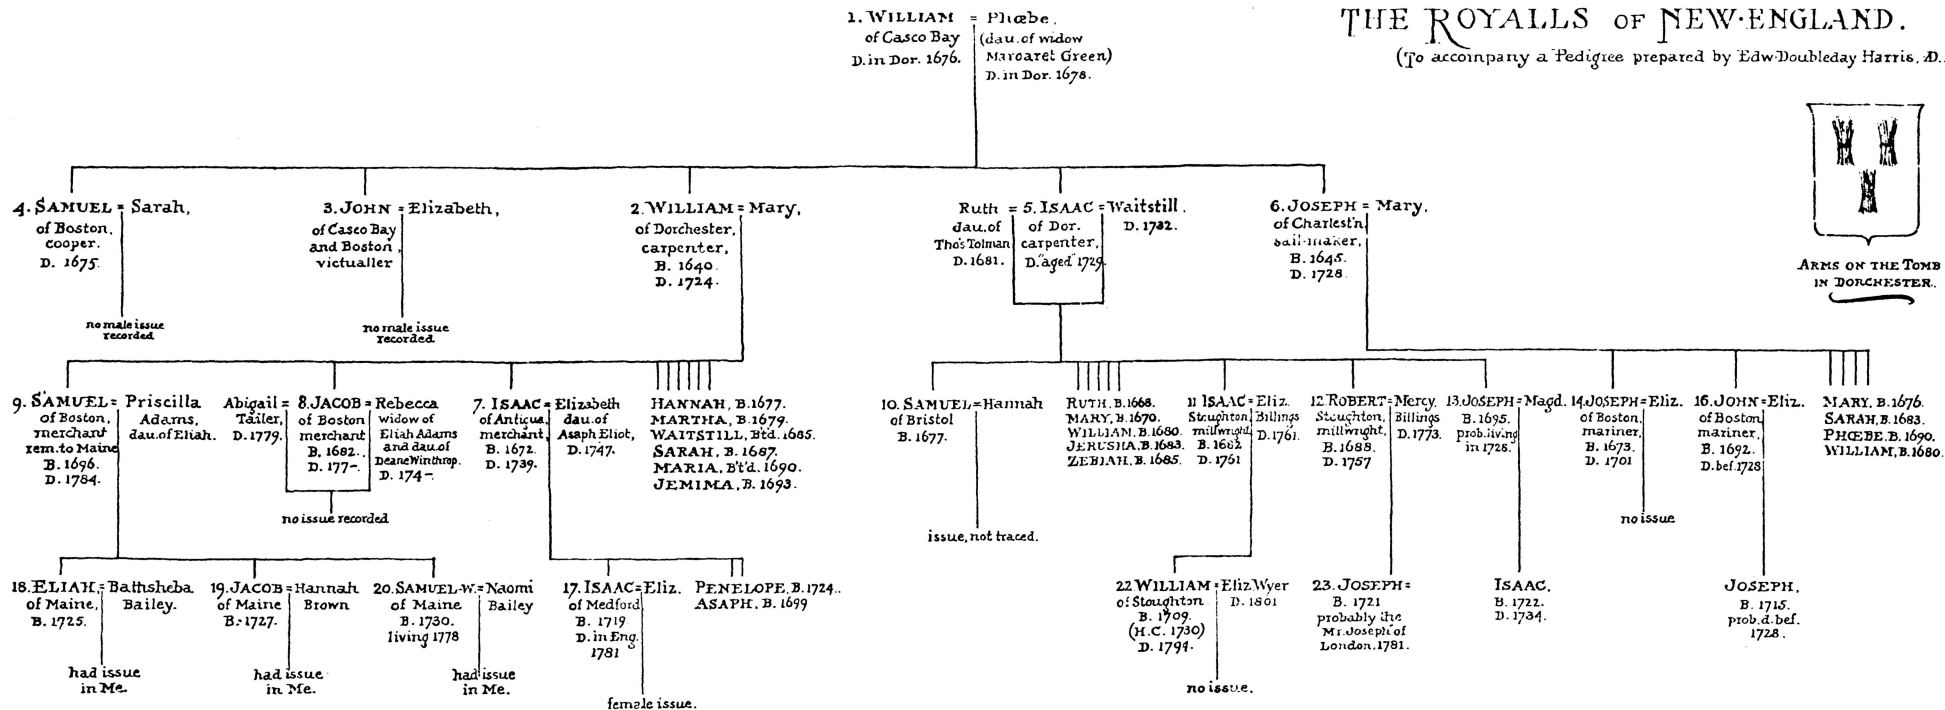 THE ROYALLS OF NEW-ENGLAND.
(To accompany a Pedigree prepared by Edw-Doubleday Harris, D..
ARMS ON THE TOMB
IN DORCHESTER.
1. WILLIAM = Phœbe,
of Casco Bay
D. in Dor. 1676.
(dau. of widow
Margaret Green)
D. in Dor. 1678.
4. SAMUEL = Sarah,
of Boston,
cooper.
D. 1675.
no male issue
recorded.
3. JOHN = Elizabeth,
of Casco Bay
and Boston,
victualler
no male issue
recorded.
2. WILLIAM = Mary,
of Dorchester,
carpenter,
B. 1640.
D. 1724.
Ruth = 5. ISAAC = Waitstill.
dau. of
Thos Tolman
D. 1681.
of Dor.
carpenter,
D. "aged" 1729.
D. 1732.
6. JOSEPH = Mary,
of Charlest'n,
sail-maker,
B. 1645.
D. 1728.
9. SAMUEL = Priscilla
of Boston,
merchant
rem. to Maine
B. 1696.
D. 1784.
Adams,
dau. of Eliah.
Abigail = 8. JACOB = Rebecca
Tailer,
D. 1779.
of Boston
merchant
B. 1682.
D. 177-.
widow of
Eliah Adams
and dau. of
Deane Winthrop.
D. 174-.
no issue recorded
7. ISAAC = Elizabeth
of Antigua,
merchant,
B. 1672.
D. 1739.
dau. of
Asaph Eliot,
D. 1747.
HANNAH, B. 1677.
MARTHA, B. 1679.
WAITSTILL, B't'd. 1685.
SARAH, B. 1687.
MARIA, B't'd. 1690.
JEMIMA, B. 1693.
10. SAMUEL = Hannah
of Bristol
B. 1677.
issue, not traced.
RUTH, B. 1668.
MARY, B. 1670.
WILLIAM, B. 1680.
JERUSHA, B. 1683.
ZEBIAH, B. 1685.
11 ISAAC = Eliz.
Stoughton
millwright
B. 1682
D. 1761
Billings
D. 1761.
12 ROBERT = Mercy.
Stoughton,
millwright,
B. 1688.
D. 1757
Billings
D. 1773.
13. JOSEPH = Magd.
B. 1695.
prob. living
in 1728.
14. JOSEPH = Eliz.
of Boston,
mariner,
B. 1673.
D. 1701
no issue
16. JOHN = Eliz.
of Boston
mariner,
B. 1692.
D. bef. 1728
MARY, B. 1676.
SARAH, B. 1683.
PHŒBE, B. 1690.
WILLIAM, B. 1680.
18. ELIAH = Bathsheba
of Maine,
B. 1725.
Bailey.
had issue
in Me.
19. JACOB = Hannah
of Maine
B. 1727.
Brown
had issue
in Me.
20. SAMUEL-W. = Naomi
of Maine
B. 1730.
living 1778
Bailey
had issue
in Me.
17. ISAAC = Eliz.
of Medford
B. 1719
D. in Eng.
1781
female issue.
PENELOPE, B. 1724..
ASAPH, B. 1699
22. WILLIAM = Eliz Wyer
of Stoughton
B. 1709.
(H.C. 1730)
D. 1794.
D. 1801
no issue.
23. JOSEPH =
B. 1721
probably the
Mr. Joseph of
London, 1781.
ISAAC,
B. 1722.
D. 1734.
JOSEPH,
B. 1715.
prob. d. bef.
1728.